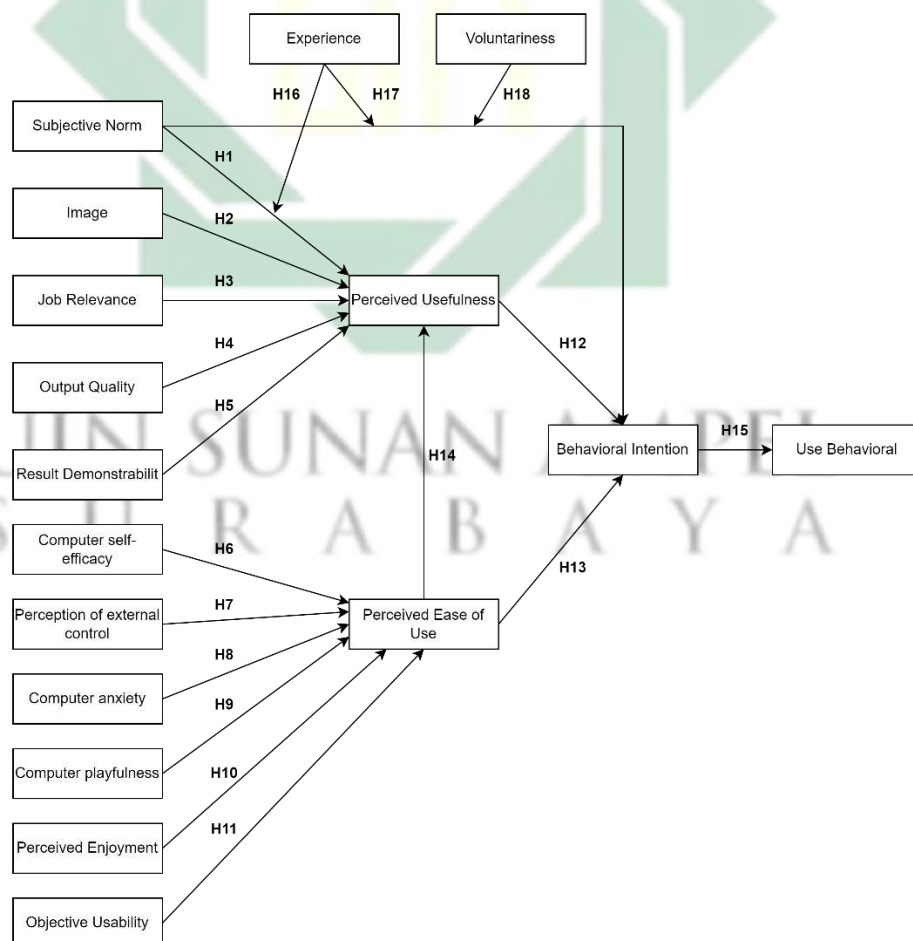 Experience
Voluntariness
H16
H17
H18
Subjective Norm
H1
Image
H2
Job Relevance
H3
Perceived Usefulness
Output Quality
H4
H12
Result Demonstrabilit
H5
H14
Behavioral Intention
H15
Use Behavioral
UIN SUNAN AMPEL
SURABAYA
Computer self-
efficacy
H6
H13
Perception of external
control
H7
Perceived Ease of
Use
Computer anxiety
H8
Computer playfulness
H9
Perceived Enjoyment
H10
Objective Usability
H11